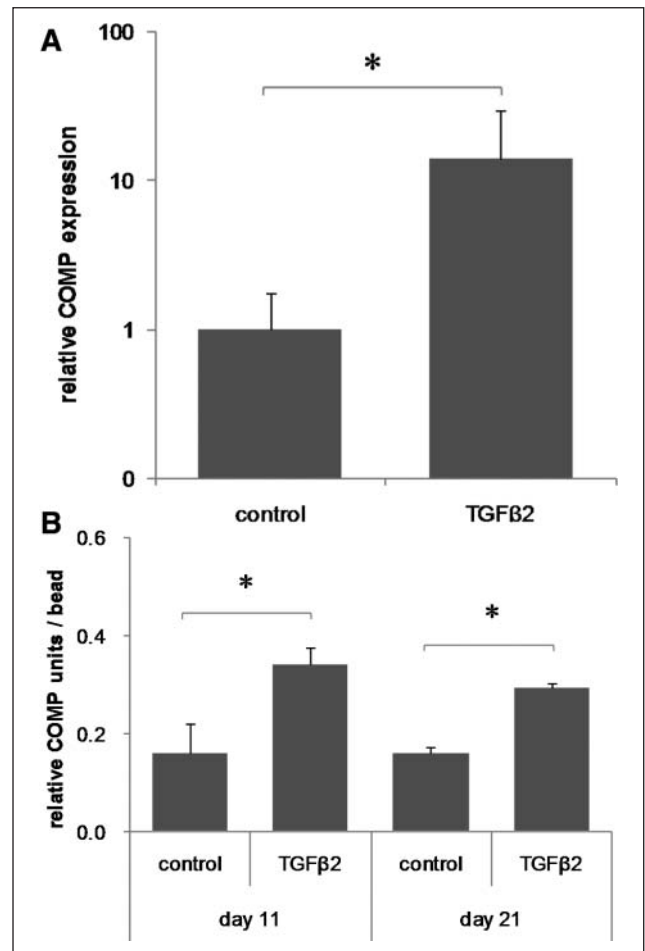 A
100
*
10
1
0
relative COMP expression
control TGFß2
B
0.6
*
*
0.4
0.2
0.0
relative COMP units / bead
control TGFβ2 control TGFβ2
day 11 day 21